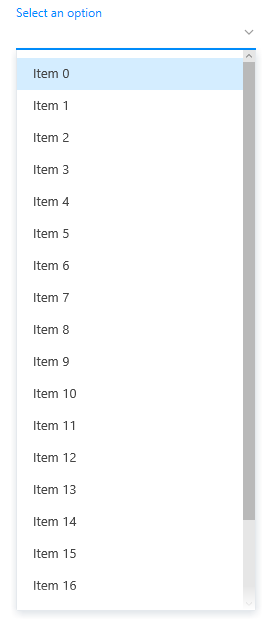 Select an option
Item 0
Item 1
Item 2
Item 3
Item 4
Item 5
Item 6
Item 7
Item 8
Item 9
Item 10
Item 11
Item 12
Item 13
Item 14
Item 15
Item 16